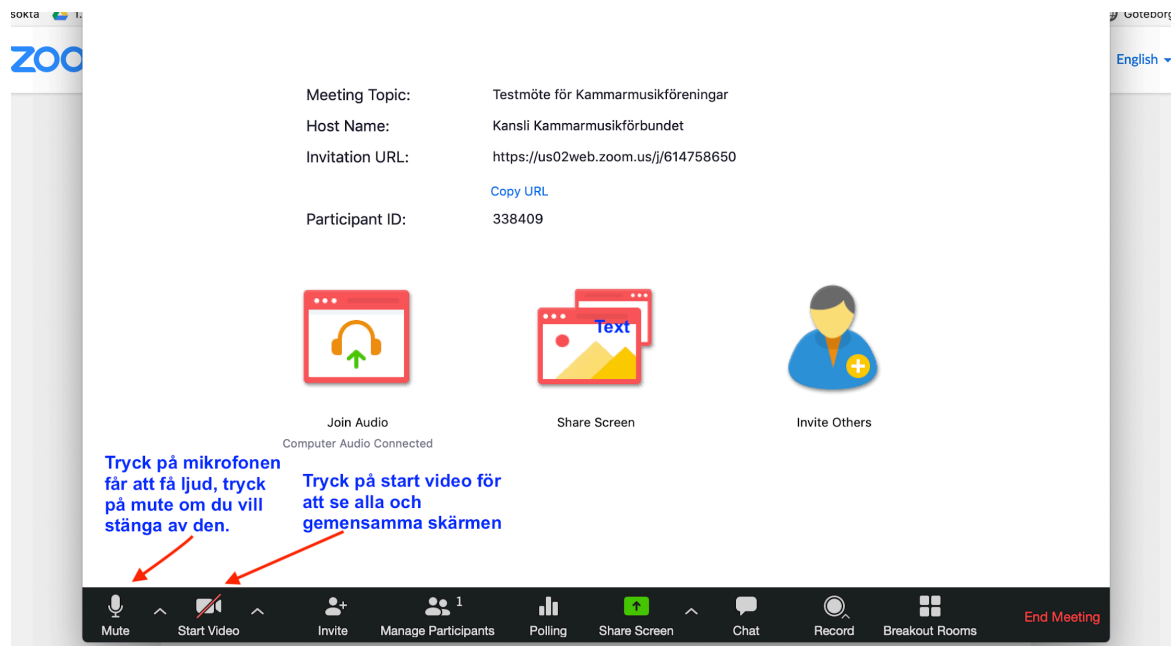 sökta
Göteborg
zoo
English
Meeting Topic: Testmöte för Kammarmusikföreningar
Host Name: Kansli Kammarmusikförbundet
Invitation URL: https://us02web.zoom.us/j/614758650
Copy URL
Participant ID: 338409
Text
Join Audio
Computer Audio Connected
Share Screen
Invite Others
Tryck på mikrofonen
får att få ljud, tryck
på mute om du vill
stänga av den.
Tryck på start video för
att se alla och
gemensamma skärmen
1
Mute Start Video Invite Manage Participants Polling Share Screen Chat Record Breakout Rooms End Meeting